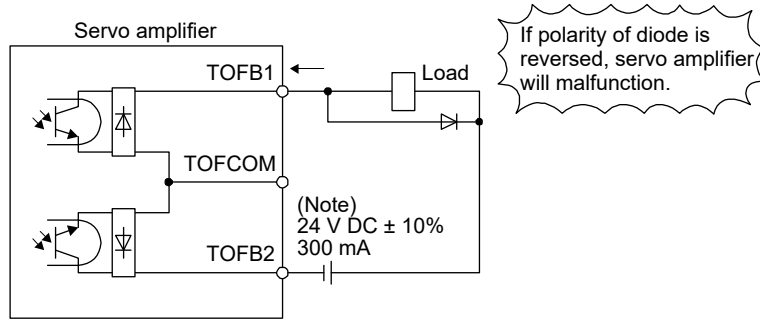 Servo amplifier
If polarity of diode is
reversed, servo amplifier
will malfunction.
TOFB1
Load
TOFCOM
(Note)
24 V DC ± 10%
300 mA
TOFB2